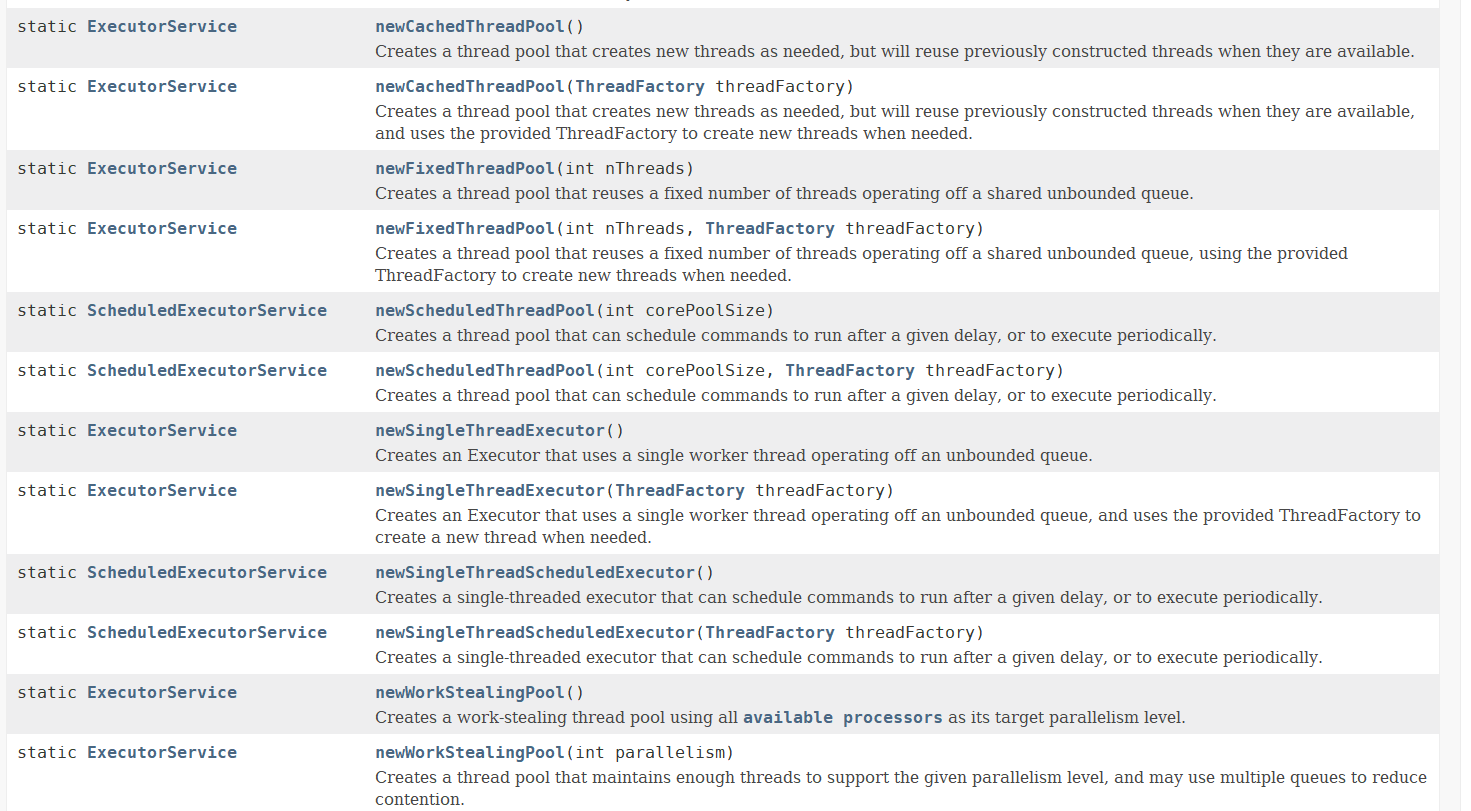 static ExecutorService newCachedThreadPool()
Creates a thread pool that creates new threads as needed, but will reuse previously constructed threads when they are available.
static ExecutorService newCachedThreadPool(ThreadFactory threadFactory)
Creates a thread pool that creates new threads as needed, but will reuse previously constructed threads when they are available,
and uses the provided ThreadFactory to create new threads when needed.
static ExecutorService newFixedThreadPool(int nThreads)
Creates a thread pool that reuses a fixed number of threads operating off a shared unbounded queue.
static ExecutorService newFixedThreadPool(int nThreads, ThreadFactory threadFactory)
Creates a thread pool that reuses a fixed number of threads operating off a shared unbounded queue, using the provided
ThreadFactory to create new threads when needed.
static ScheduledExecutorService newScheduledThreadPool(int corePoolSize)
Creates a thread pool that can schedule commands to run after a given delay, or to execute periodically.
static ScheduledExecutorService newScheduledThreadPool(int corePoolSize, ThreadFactory threadFactory)
Creates a thread pool that can schedule commands to run after a given delay, or to execute periodically.
static ExecutorService newSingleThreadExecutor()
Creates an Executor that uses a single worker thread operating off an unbounded queue.
static ExecutorService newSingleThreadExecutor(ThreadFactory threadFactory)
Creates an Executor that uses a single worker thread operating off an unbounded queue, and uses the provided ThreadFactory to
create a new thread when needed.
static ScheduledExecutorService newSingleThreadScheduledExecutor()
Creates a single-threaded executor that can schedule commands to run after a given delay, or to execute periodically.
static ScheduledExecutorService newSingleThreadScheduledExecutor(ThreadFactory threadFactory)
Creates a single-threaded executor that can schedule commands to run after a given delay, or to execute periodically.
static ExecutorService newWorkStealingPool()
Creates a work-stealing thread pool using all available processors as its target parallelism level.
static ExecutorService newWorkStealingPool(int parallelism)
Creates a thread pool that maintains enough threads to support the given parallelism level, and may use multiple queues to reduce
contention.